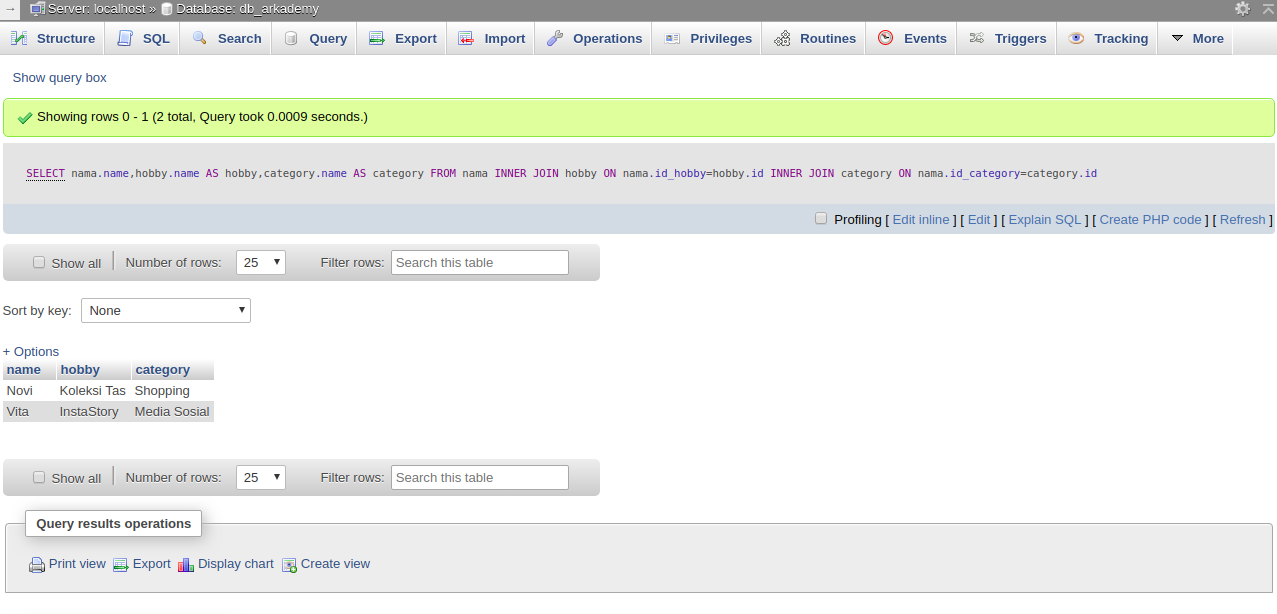 Server: localhost » Database: db_arkademy
Structure SQL Search Query Export Import Operations Privileges Routines Events Triggers Tracking More
Show query box
Showing rows 0 - 1 (2 total, Query took 0.0009 seconds.)
SELECT nama.name,hobby.name AS hobby,category.name AS category FROM nama INNER JOIN hobby ON nama.id_hobby=hobby.id INNER JOIN category ON nama.id_category=category.id
Profiling [ Edit inline ] [ Edit ] [ Explain SQL ] [ Create PHP code ] [ Refresh ]
Show all Number of rows: 25 Filter rows: Search this table
Sort by key: None
+ Options
name hobby category
Novi Koleksi Tas Shopping
Vita InstaStory Media Sosial
Show all Number of rows: 25 Filter rows: Search this table
Query results operations
Print view Export Display chart Create view